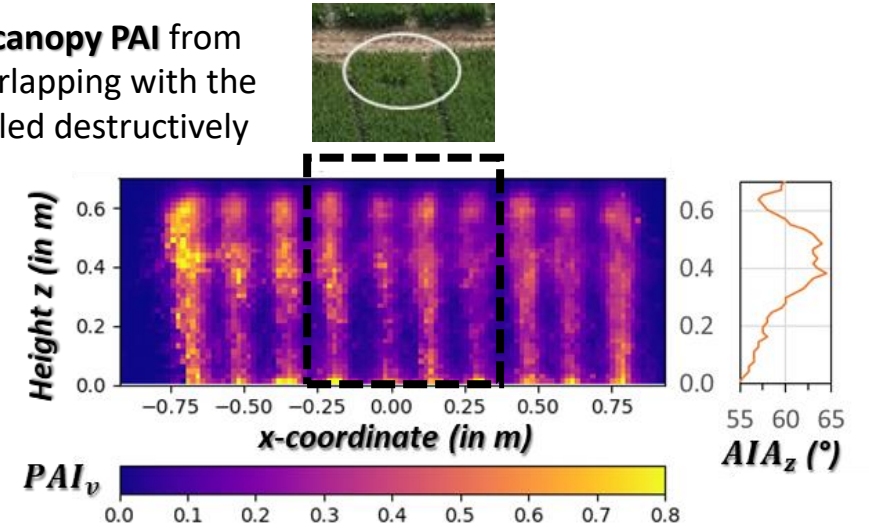 canopy PAI from
overlapping with the
led destructively
Height z (in m)
0.6
0.4
0.2
0.0
−0.75 −0.50 −0.25 0.00 0.25 0.50 0.75
x-coordinate (in m)
0.6
0.4
0.2
0.0
55 60 65
AIAz (°)
PAIv
0.0 0.1 0.2 0.3 0.4 0.5 0.6 0.7 0.8